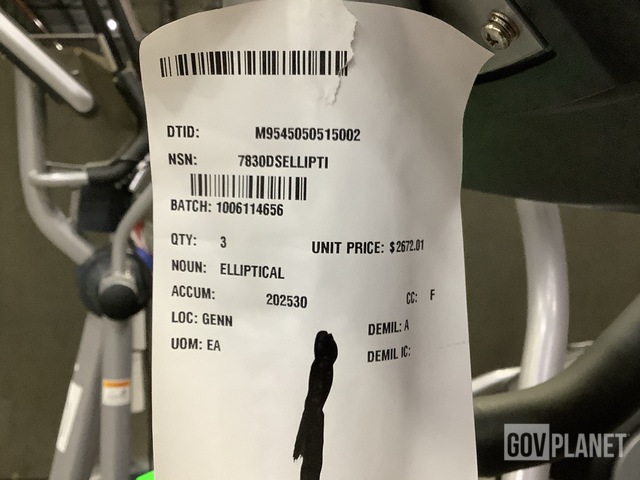 DTID: M9545050515002
NSN: 7830DSELLIPTI
BATCH: 1006114656
QTY: 3 UNIT PRICE: $2672.01
NOUN: ELLIPTICAL
ACCUM: 202530 CC: F
LOC: GENN DEMIL: A
UOM: EA DEMIL IC:
GOVPLANET